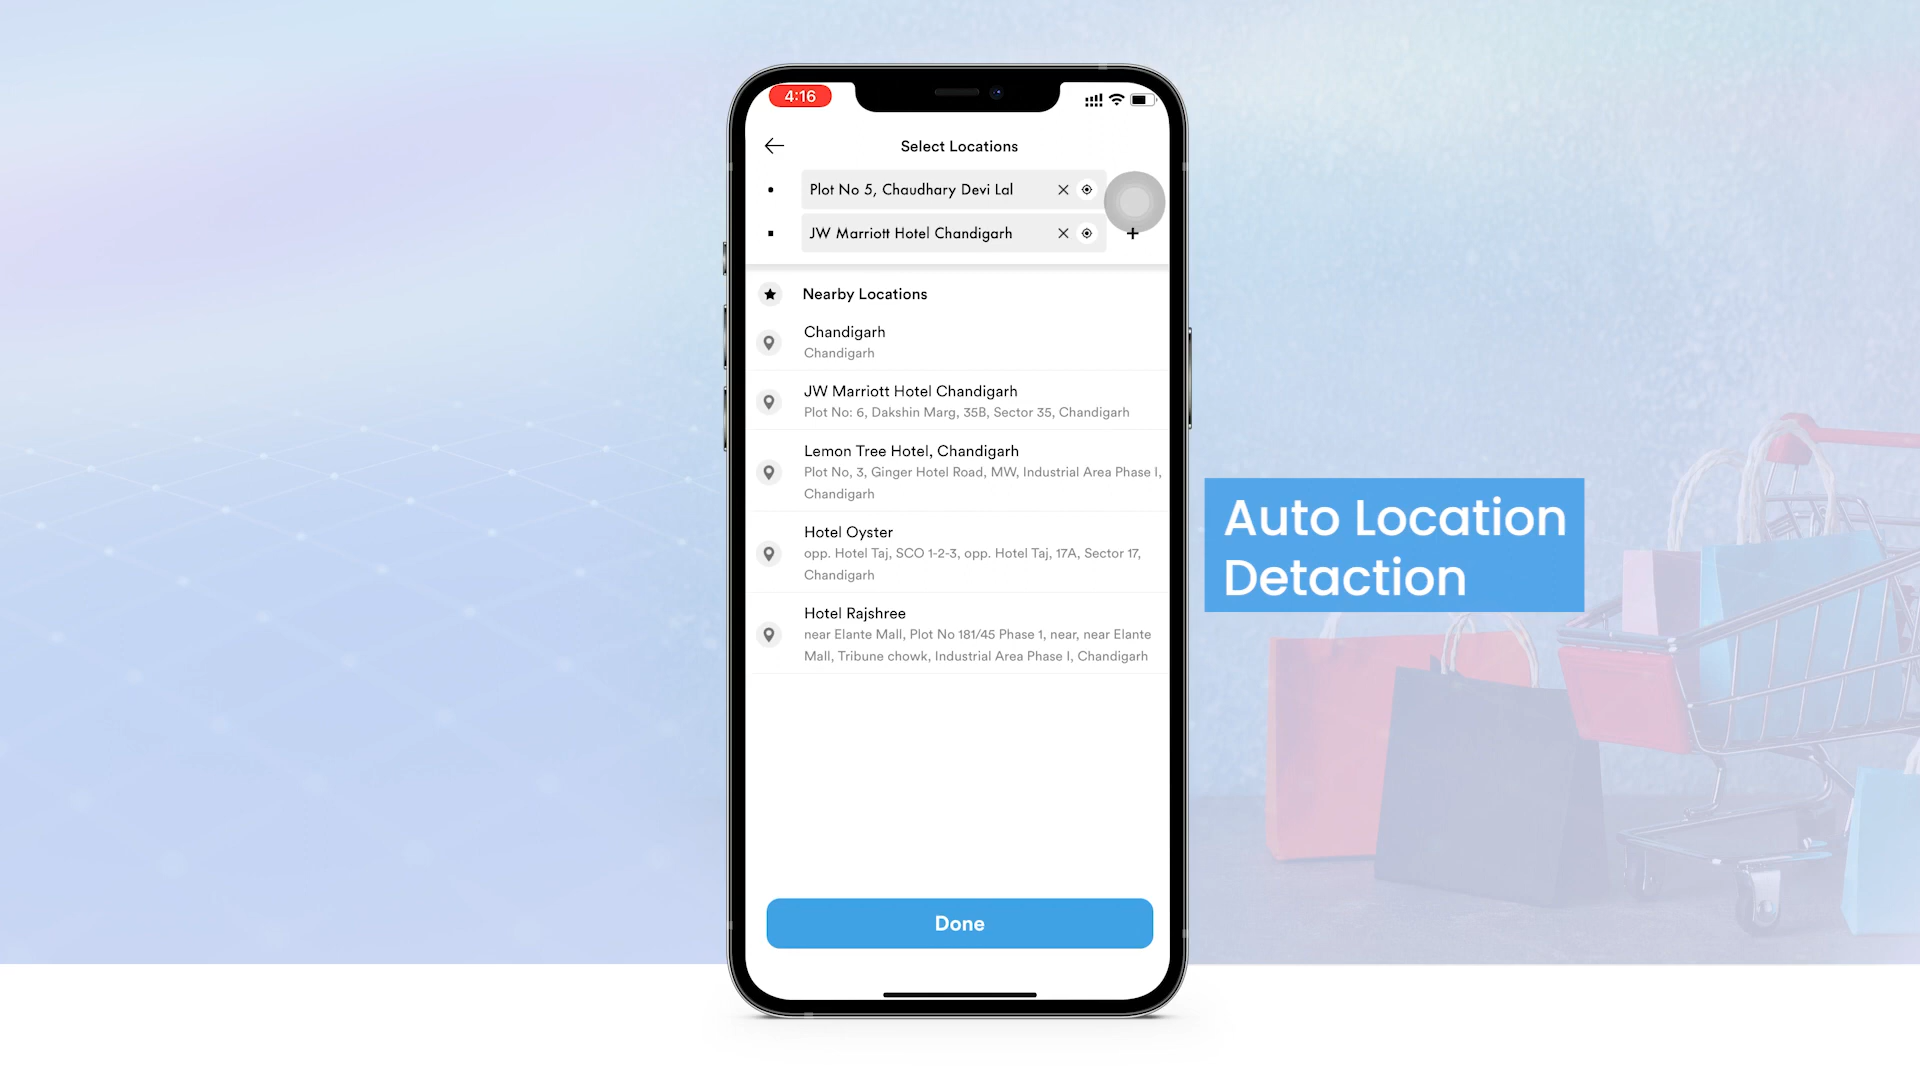 4:16
Select Locations
Plot No 5, Chaudhary Devi Lal
JW Marriott Hotel Chandigarh
Nearby Locations
Chandigarh
Chandigarh
JW Marriott Hotel Chandigarh
Plot No: 6, Dakshin Marg, 35B, Sector 35, Chandigarh
Lemon Tree Hotel, Chandigarh
Plot No, 3, Ginger Hotel Road, MW, Industrial Area Phase I,
Chandigarh
Hotel Oyster
opp. Hotel Taj, SCO 1-2-3, opp. Hotel Taj, 17A, Sector 17,
Chandigarh
Hotel Rajshree
near Elante Mall, Plot No 181/45 Phase 1, near, near Elante
Mall, Tribune chowk, Industrial Area Phase I, Chandigarh
Done
Auto Location
Detaction